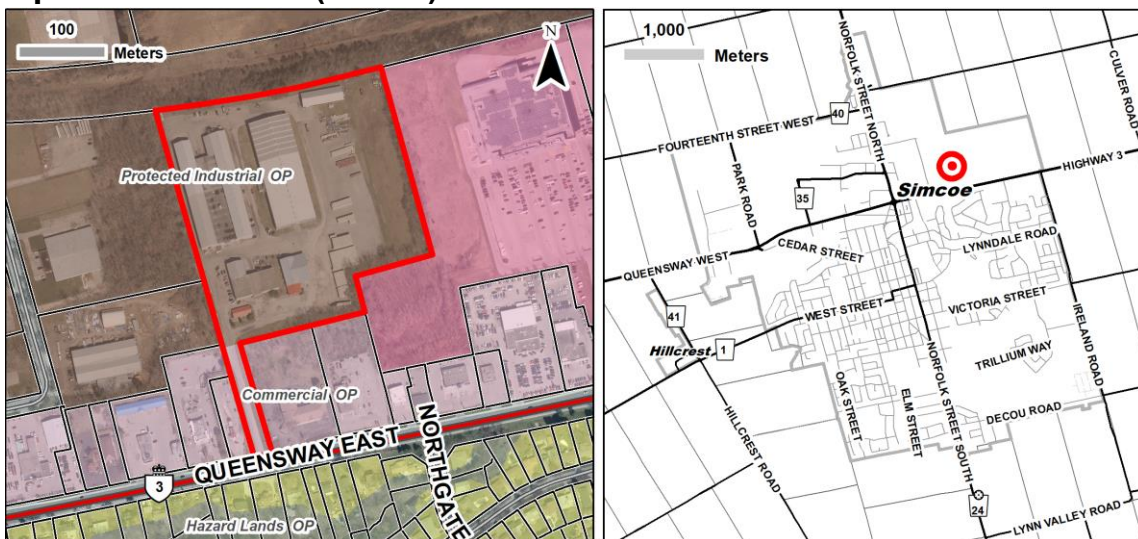 100
Meters
N
Protected Industrial OP
Commercial OP
QUEENSWAY EAST
NORTHGATE
3
Hazard Lands OP
1,000
Meters
NORFOLK STREET NORTH
CULVER ROAD
40
FOURTEENTH STREET WEST
HIGHWAY 3
PARK ROAD
35
Simcoe
LYNNDALE ROAD
CEDAR STREET
QUEENSWAY WEST
WEST STREET
VICTORIA STREET
41
Hillcrest
1
TRILLIUM WAY
IRELAND ROAD
OAK STREET
ELM STREET
NORFOLK STREET SOUTH
DECOU ROAD
HILLCREST ROAD
24
LYNN VALLEY ROAD